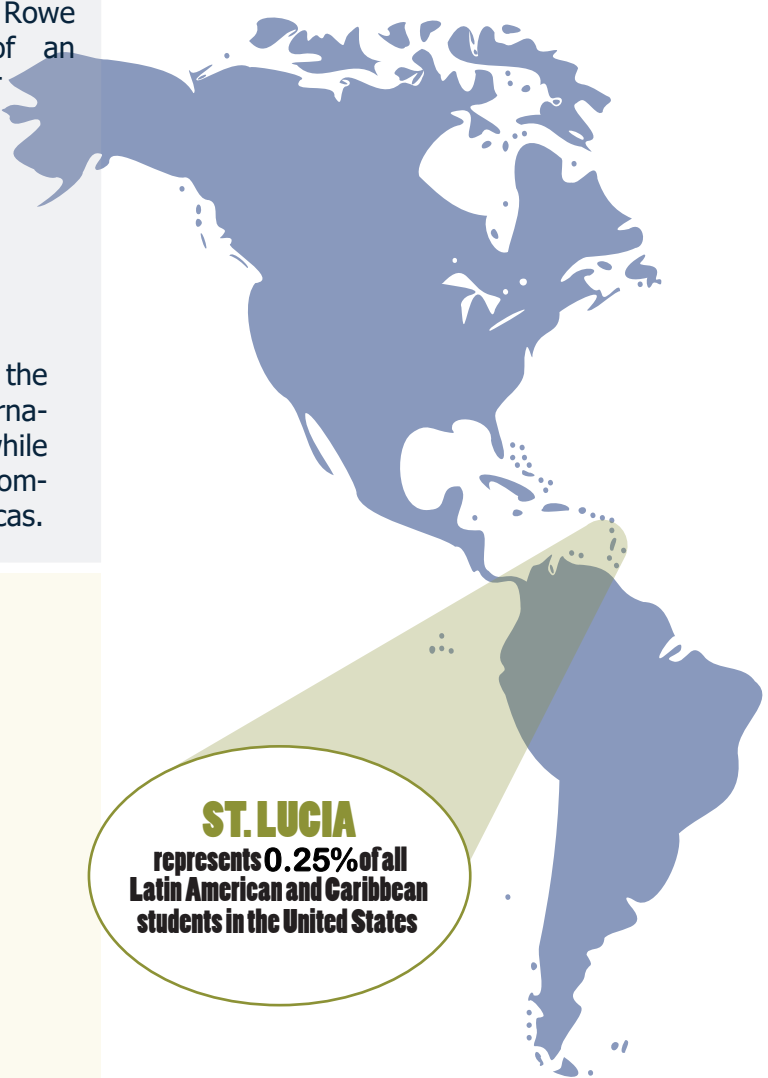 Rowe
of an
the
rna-
while
om-
cas.
ST. LUCIA
represents 0.25% of all
Latin American and Caribbean
students in the United States